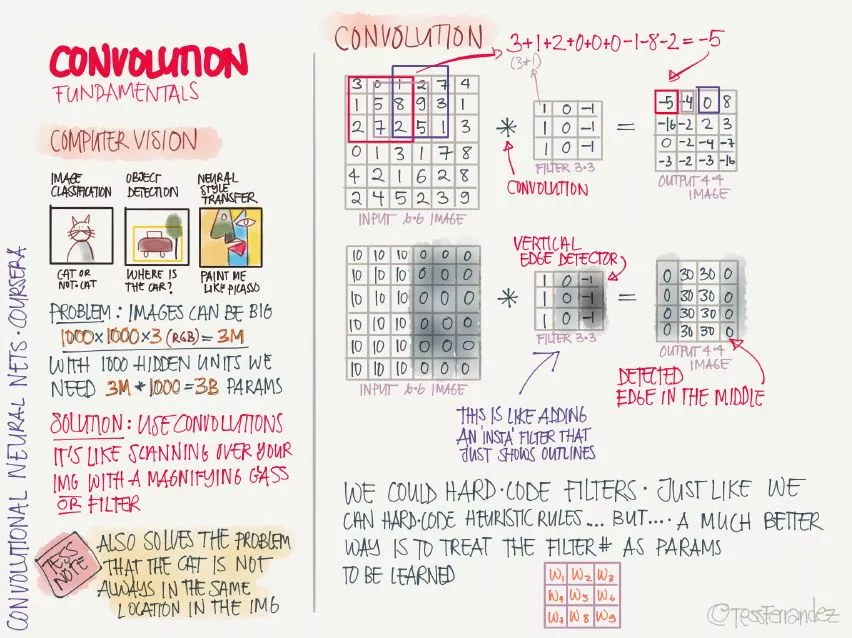 CONVOLUTION
FUNDAMENTALS
COMPUTER VISION
IMAGE
CLASSIFICATION
CAT OR
NOT-CAT
OBJECT
DETECTION
WHERE IS
THE CAR?
NEURAL
STYLE
TRANSFER
PAINT ME
LIKE PICASSO
PROBLEM: IMAGES CAN BE BIG
1000×1000×3 (RGB) = 3M
WITH 1000 HIDDEN UNITS WE
NEED 3M * 1000 = 3B PARAMS
SOLUTION: USE CONVOLUTIONS
IT'S LIKE SCANNING OVER YOUR
IMG WITH A MAGNIFYING GASS
OR FILTER
TESS NOTE
ALSO SOLVES THE PROBLEM
THAT THE CAT IS NOT
ALWAYS IN THE SAME
LOCATION IN THE IMG
CONVOLUTIONAL NEURAL NETS · COURSERA
CONVOLUTION
3+1+2+0+0+0-1-8-2 = -5
(3*1)
3 0 1 2 7 4
1 5 8 9 3 1
2 7 2 5 1 3
0 1 3 1 7 8
4 2 1 6 2 8
2 4 5 2 3 9
INPUT 6·6 IMAGE
*
CONVOLUTION
1 0 -1
1 0 -1
1 0 -1
FILTER 3·3
=
-5 -4 0 8
-16 -2 2 3
0 -2 -4 -7
-3 -2 -3 -16
OUTPUT 4·4
IMAGE
10 10 10 0 0 0
10 10 10 0 0 0
10 10 10 0 0 0
10 10 10 0 0 0
10 10 10 0 0 0
10 10 10 0 0 0
INPUT 6·6 IMAGE
*
VERTICAL
EDGE DETECTOR
1 0 -1
1 0 -1
1 0 -1
FILTER 3·3
=
0 30 30 0
0 30 30 0
0 30 30 0
0 30 30 0
OUTPUT 4·4
IMAGE
THIS IS LIKE ADDING
AN 'INSTA' FILTER THAT
JUST SHOWS OUTLINES
DETECTED
EDGE IN THE MIDDLE
WE COULD HARD·CODE FILTERS · JUST LIKE WE
CAN HARD·CODE HEURISTIC RULES... BUT.... A MUCH BETTER
WAY IS TO TREAT THE FILTER # AS PARAMS
TO BE LEARNED
W1 W2 W3
W4 W5 W6
W7 W8 W9
©TessFerrandez